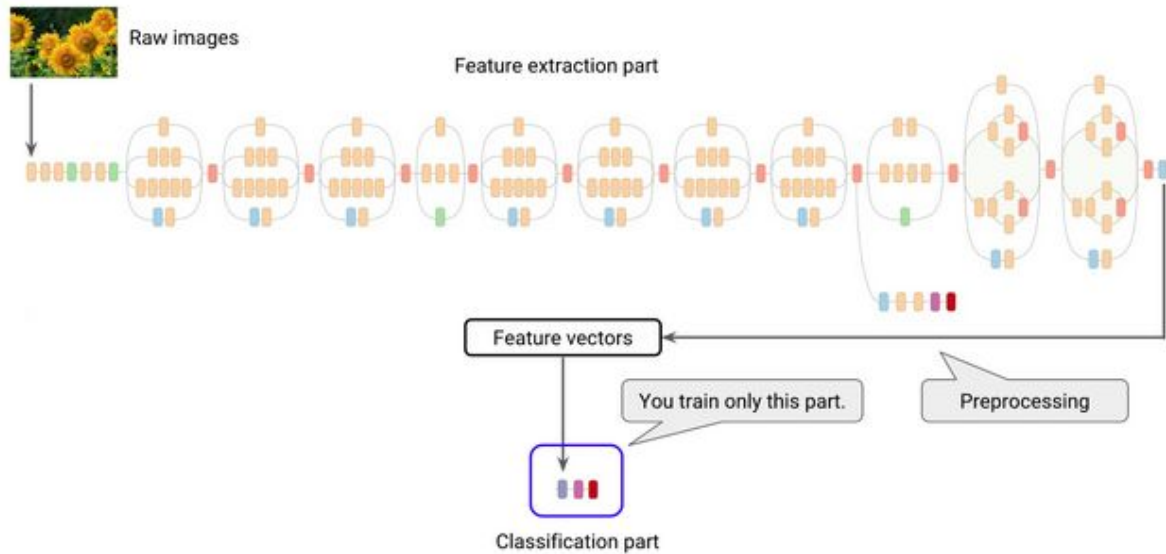 Raw images
Feature extraction part
Feature vectors
You train only this part.
Preprocessing
Classification part